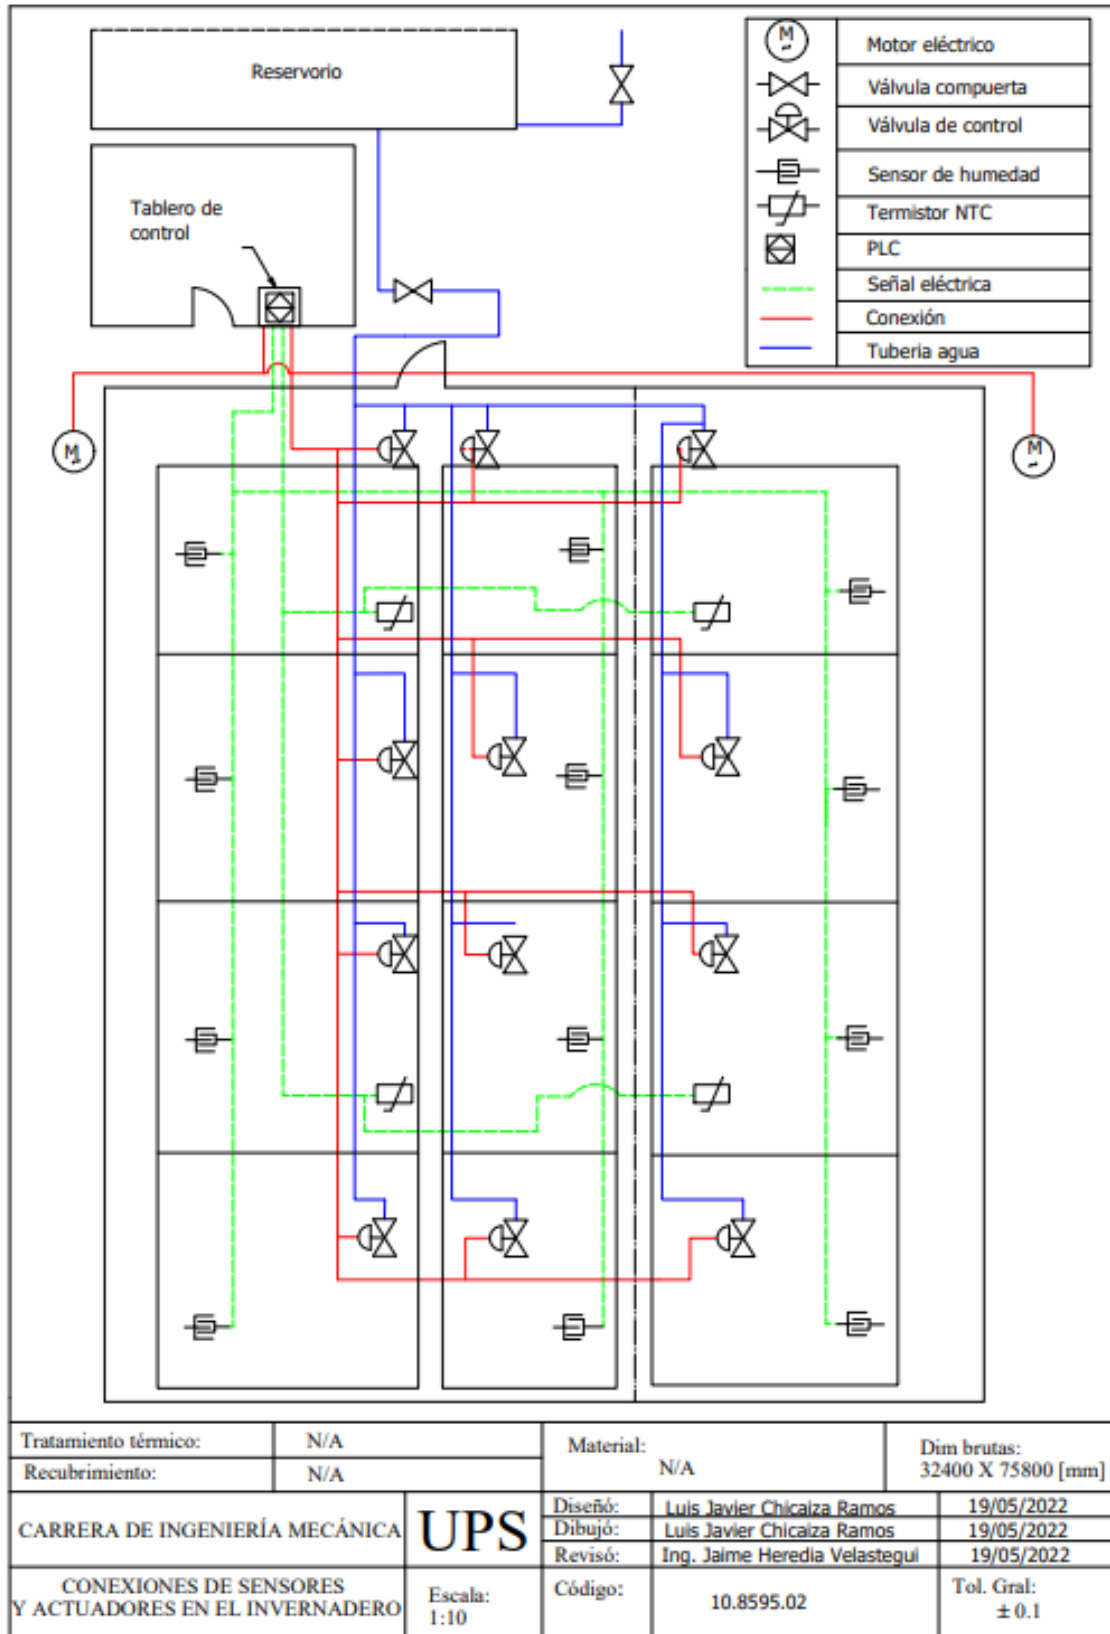 Reservorio
Tablero de
control
M
Motor eléctrico
Válvula compuerta
Válvula de control
Sensor de humedad
Termistor NTC
PLC
Señal eléctrica
Conexión
Tuberia agua
M
M
Tratamiento térmico: N/A
Recubrimiento: N/A
Material:
N/A
Dim brutas:
32400 X 75800 [mm]
CARRERA DE INGENIERÍA MECÁNICA
UPS
Diseñó: Luis Javier Chicaiza Ramos 19/05/2022
Dibujó: Luis Javier Chicaiza Ramos 19/05/2022
Revisó: Ing. Jaime Heredia Velastegui 19/05/2022
CONEXIONES DE SENSORES
Y ACTUADORES EN EL INVERNADERO
Escala:
1:10
Código:
10.8595.02
Tol. Gral:
± 0.1